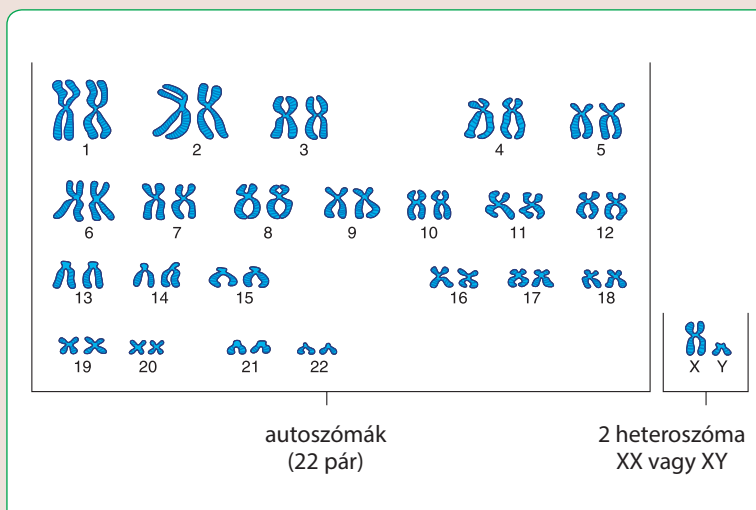 1 2 3 4 5
6 7 8 9 10 11 12
13 14 15 16 17 18
19 20 21 22
X Y
autoszómák
(22 pár)
2 heteroszóma
XX vagy XY